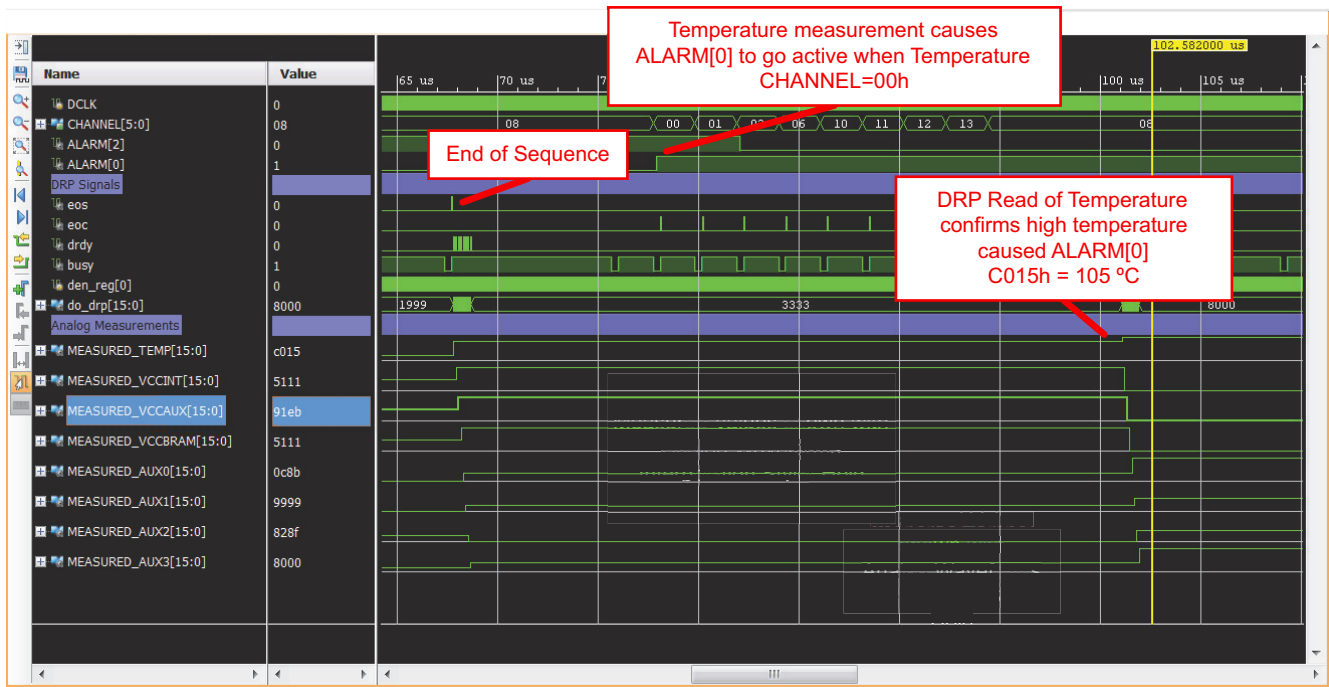 Temperature measurement causes
ALARM[0] to go active when Temperature
CHANNEL=00h
102.582000 us
Name Value
65 us 70 us 7 100 us 105 us
DCLK 0
CHANNEL[5:0] 08 08 00 01 06 10 11 12 13 08
ALARM[2] 0
End of Sequence
ALARM[0] 1
DRP Signals
DRP Read of Temperature
confirms high temperature
caused ALARM[0]
C015h = 105 ºC
eos 0
eoc 0
drdy 0
busy 1
den_reg[0] 0
do_drp[15:0] 8000 1999 3333 8000
Analog Measurements
MEASURED_TEMP[15:0] c015
MEASURED_VCCINT[15:0] 5111
MEASURED_VCCAUX[15:0] 91eb
MEASURED_VCCBRAM[15:0] 5111
MEASURED_AUX0[15:0] 0c8b
MEASURED_AUX1[15:0] 9999
MEASURED_AUX2[15:0] 828f
MEASURED_AUX3[15:0] 8000